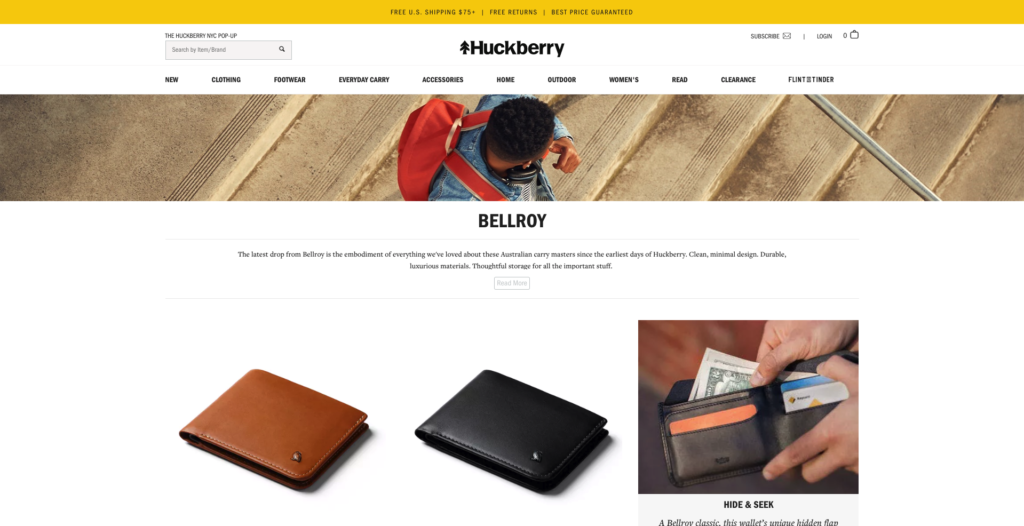 FREE U.S. SHIPPING $75+ | FREE RETURNS | BEST PRICE GUARANTEED
THE HUCKBERRY NYC POP-UP
Search by Item/Brand
Huckberry
SUBSCRIBE | LOGIN 0
NEW CLOTHING FOOTWEAR EVERYDAY CARRY ACCESSORIES HOME OUTDOOR WOMEN'S READ CLEARANCE FLINT TINDER
BELLROY
The latest drop from Bellroy is the embodiment of everything we've loved about these Australian carry masters since the earliest days of Huckberry. Clean, minimal design. Durable,
luxurious materials. Thoughtful storage for all the important stuff.
Read More
HIDE & SEEK
A Bellroy classic, this wallet's unique hidden flap